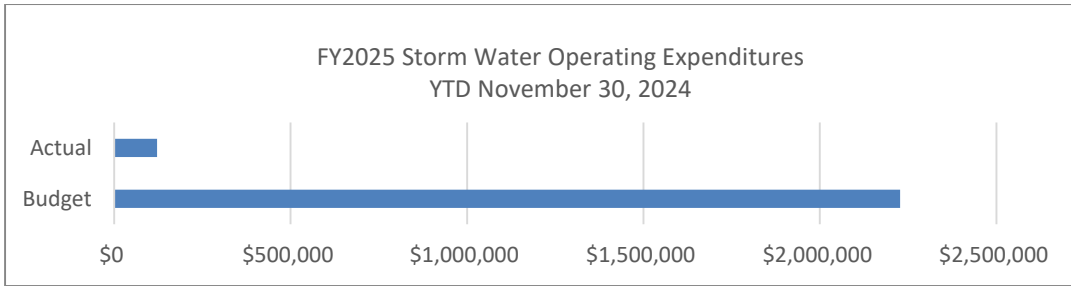 FY2025 Storm Water Operating Expenditures
YTD November 30, 2024
Actual
Budget
$0 $500,000 $1,000,000 $1,500,000 $2,000,000 $2,500,000